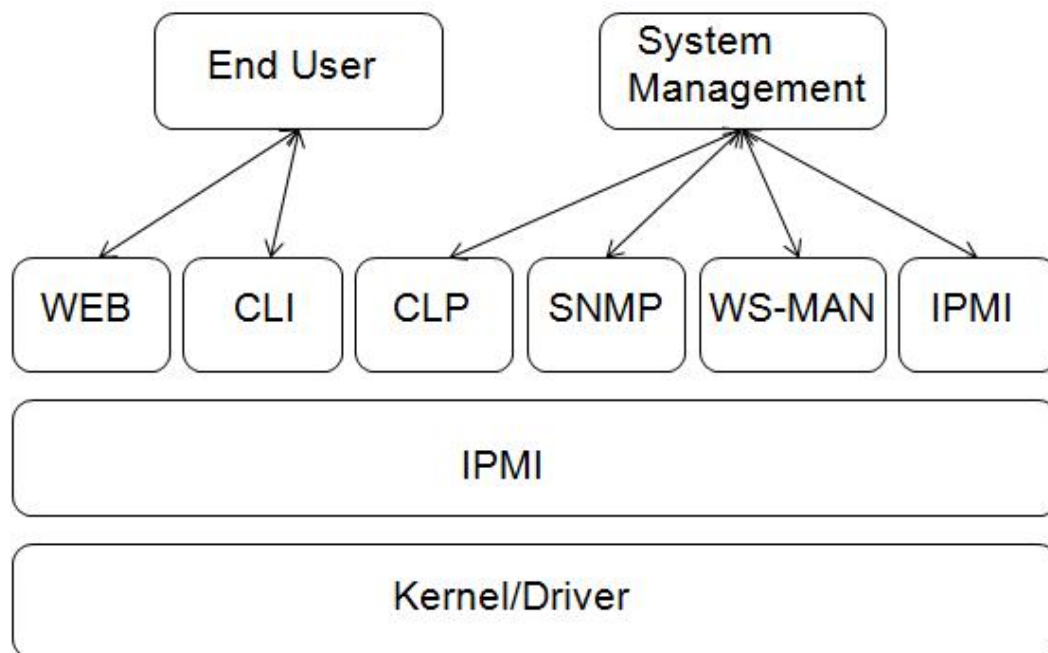 End User
System
Management
WEB
CLI
CLP
SNMP
WS-MAN
IPMI
IPMI
Kernel/Driver